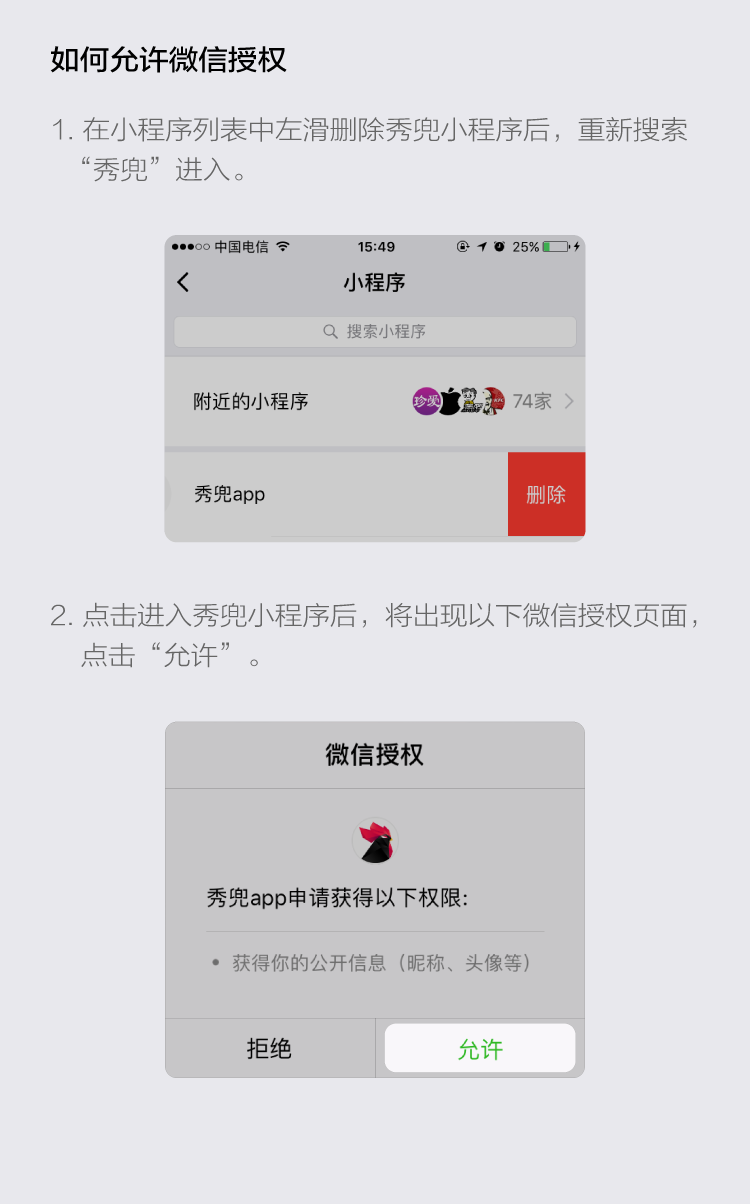 如何允许微信授权
1. 在小程序列表中左滑删除秀兜小程序后，重新搜索
“秀兜”进入。
中国电信 15:49 25%
小程序
搜索小程序
附近的小程序 珍爱 KFC 74家
秀兜app 删除
2. 点击进入秀兜小程序后，将出现以下微信授权页面，
点击“允许”。
微信授权
秀兜app申请获得以下权限:
• 获得你的公开信息（昵称、头像等）
拒绝 允许